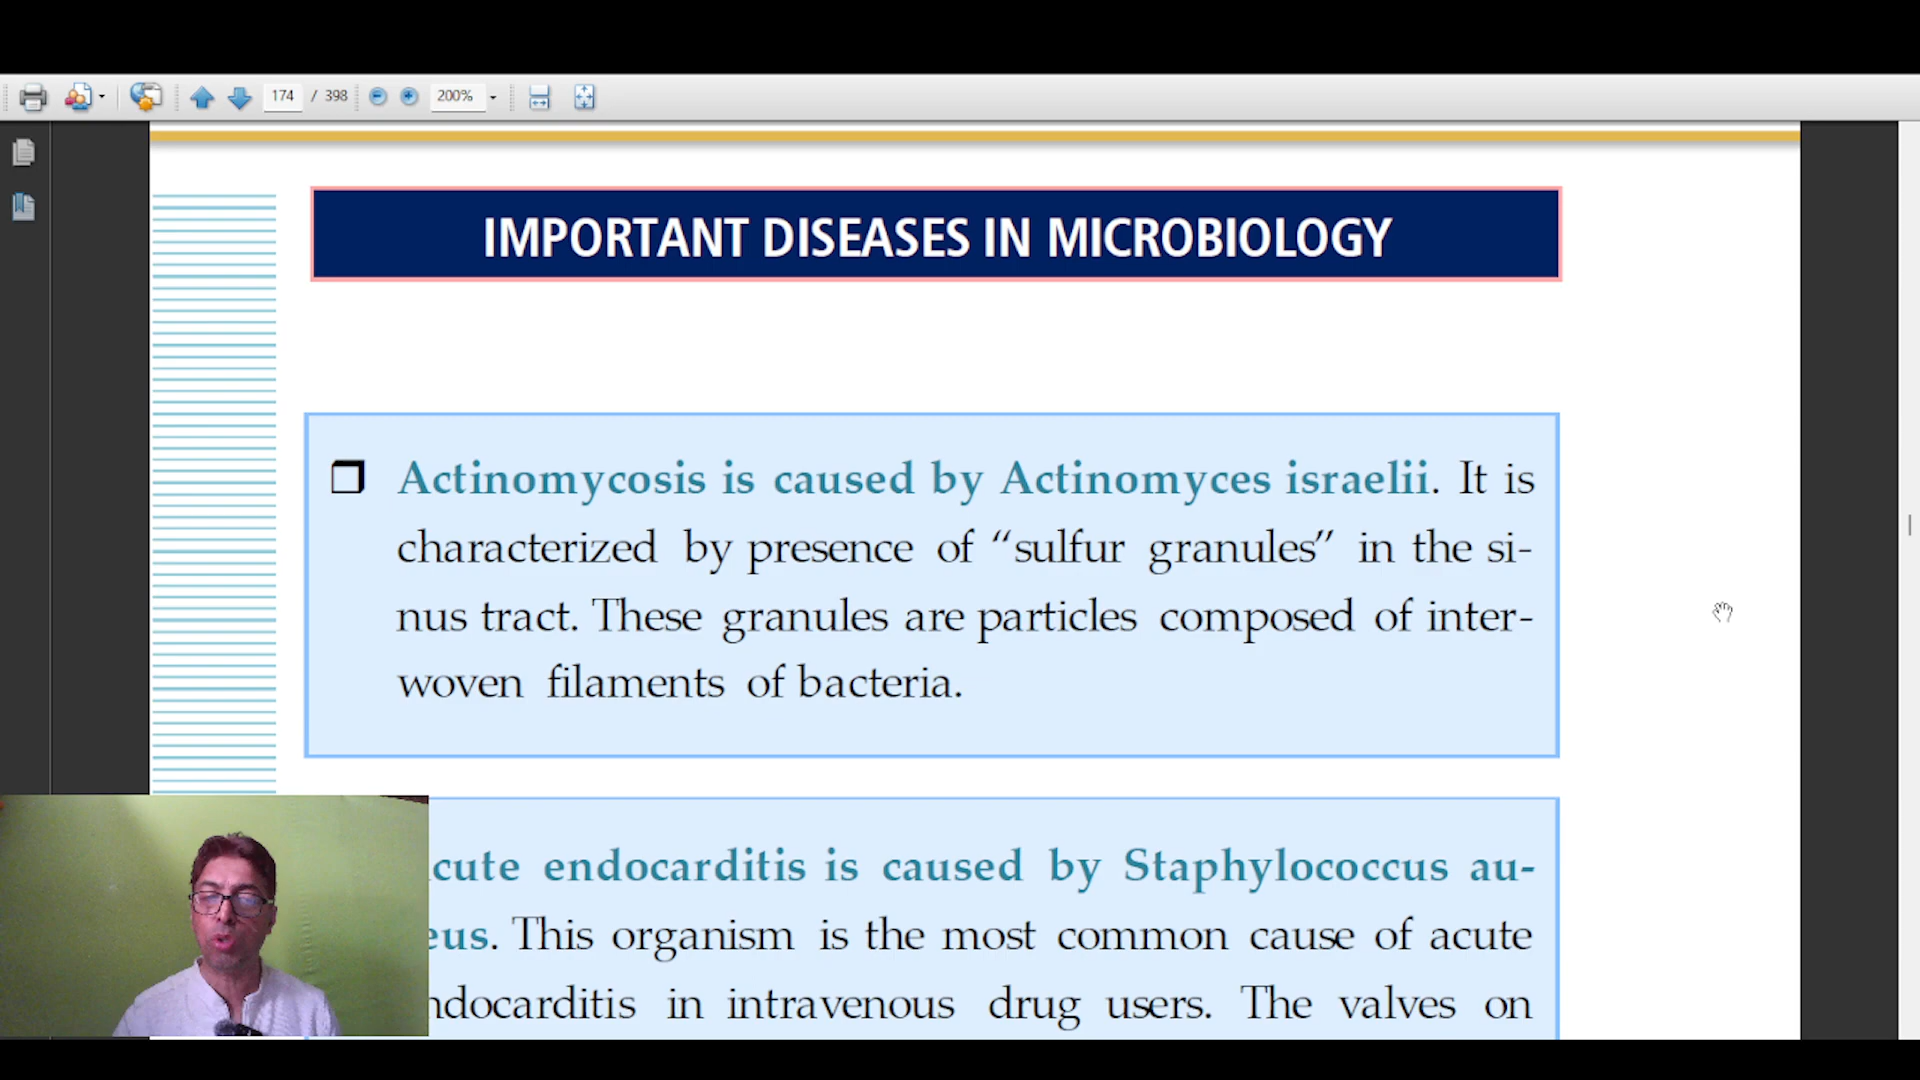 174 / 398 200%
IMPORTANT DISEASES IN MICROBIOLOGY
Actinomycosis is caused by Actinomyces israelii. It is
characterized by presence of “sulfur granules” in the si-
nus tract. These granules are particles composed of inter-
woven filaments of bacteria.
cute endocarditis is caused by Staphylococcus au-
eus. This organism is the most common cause of acute
ndocarditis in intravenous drug users. The valves on